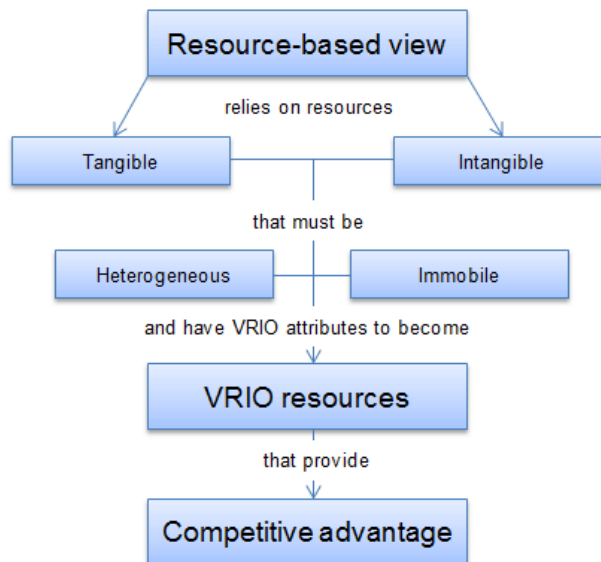 Resource-based view
relies on resources
Tangible
Intangible
that must be
Heterogeneous
Immobile
and have VRIO attributes to become
VRIO resources
that provide
Competitive advantage